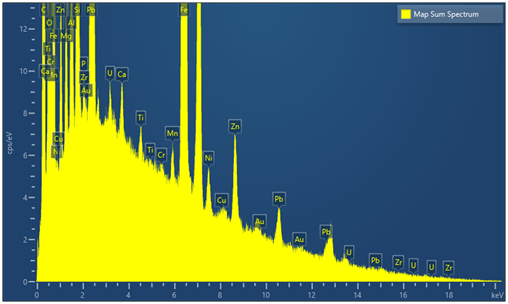 Map Sum Spectrum
C Zn Si Pb Fe
O Al
Fe Mg
Ti
Cr P
Ca In Zr U Ca
Au
Cu Ti Mn Zn
N Ti Cr Ni
Cu Pb
Au Pb
Au U
Pb Zr U U Zr
12
10
8
6
4
2
0
cps/eV
0 2 4 6 8 10 12 14 16 18 keV